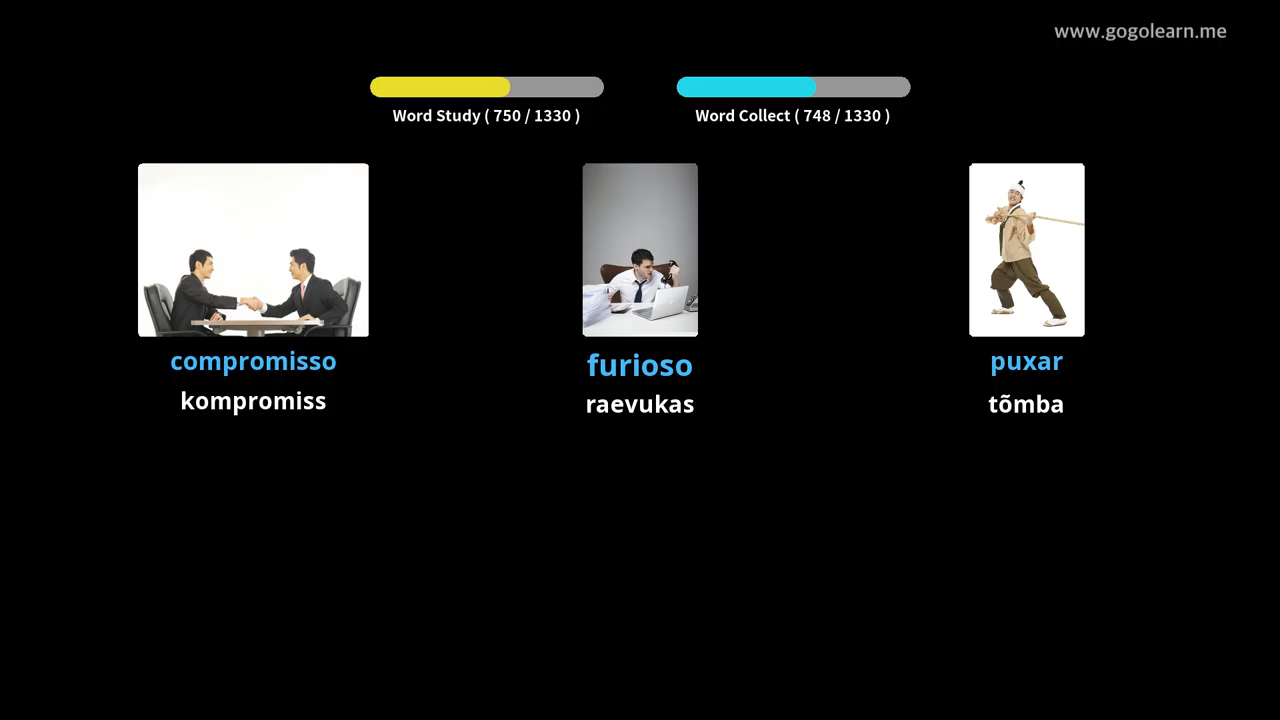 www.gogolearn.me
Word Study ( 750 / 1330 )
Word Collect ( 748 / 1330 )
compromisso
kompromiss
furioso
raevukas
puxar
tõmba